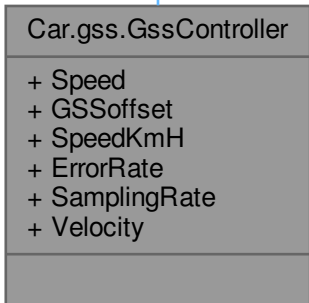 Car.gss.GssController
+ Speed
+ GSSoffset
+ SpeedKmH
+ ErrorRate
+ SamplingRate
+ Velocity